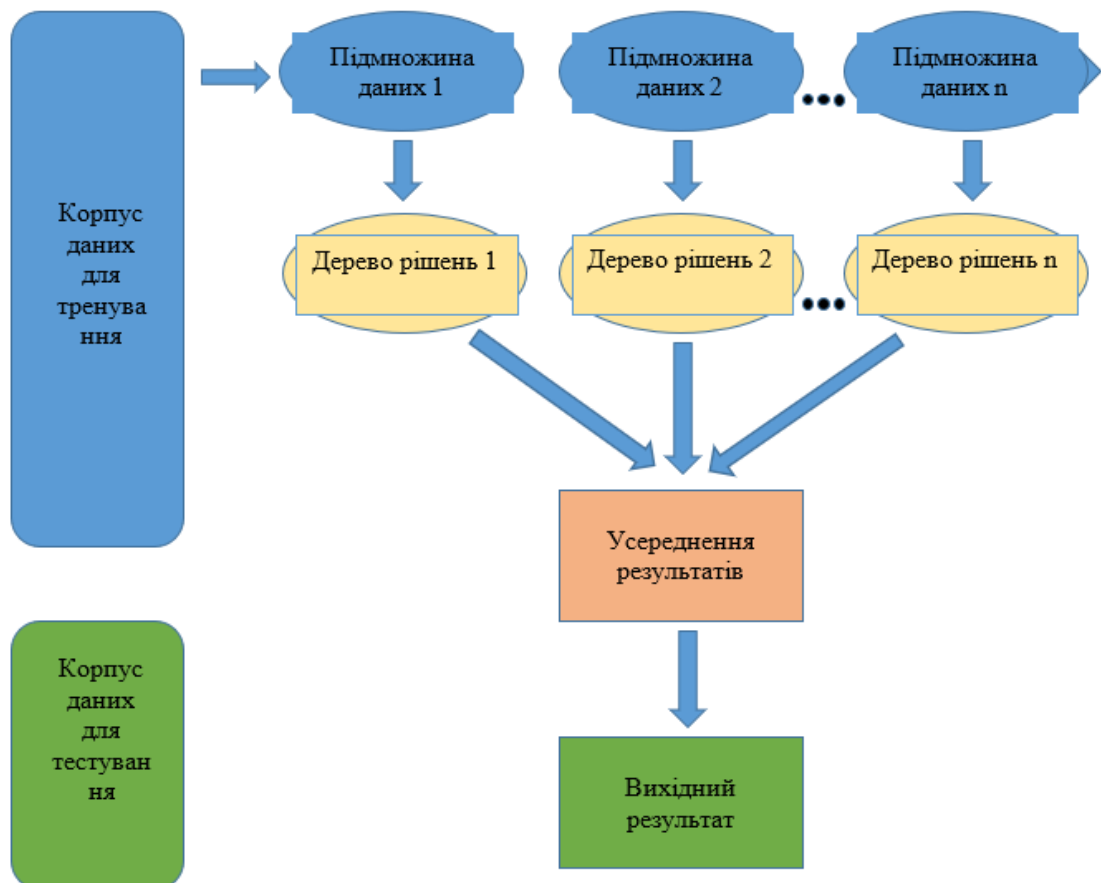 Підмножина
даних 1
Підмножина
даних 2
Підмножина
даних n
Корпус
даних
для
тренува
ння
Дерево рішень 1
Дерево рішень 2
Дерево рішень n
Усереднення
результатів
Корпус
даних
для
тестуван
ня
Вихідний
результат